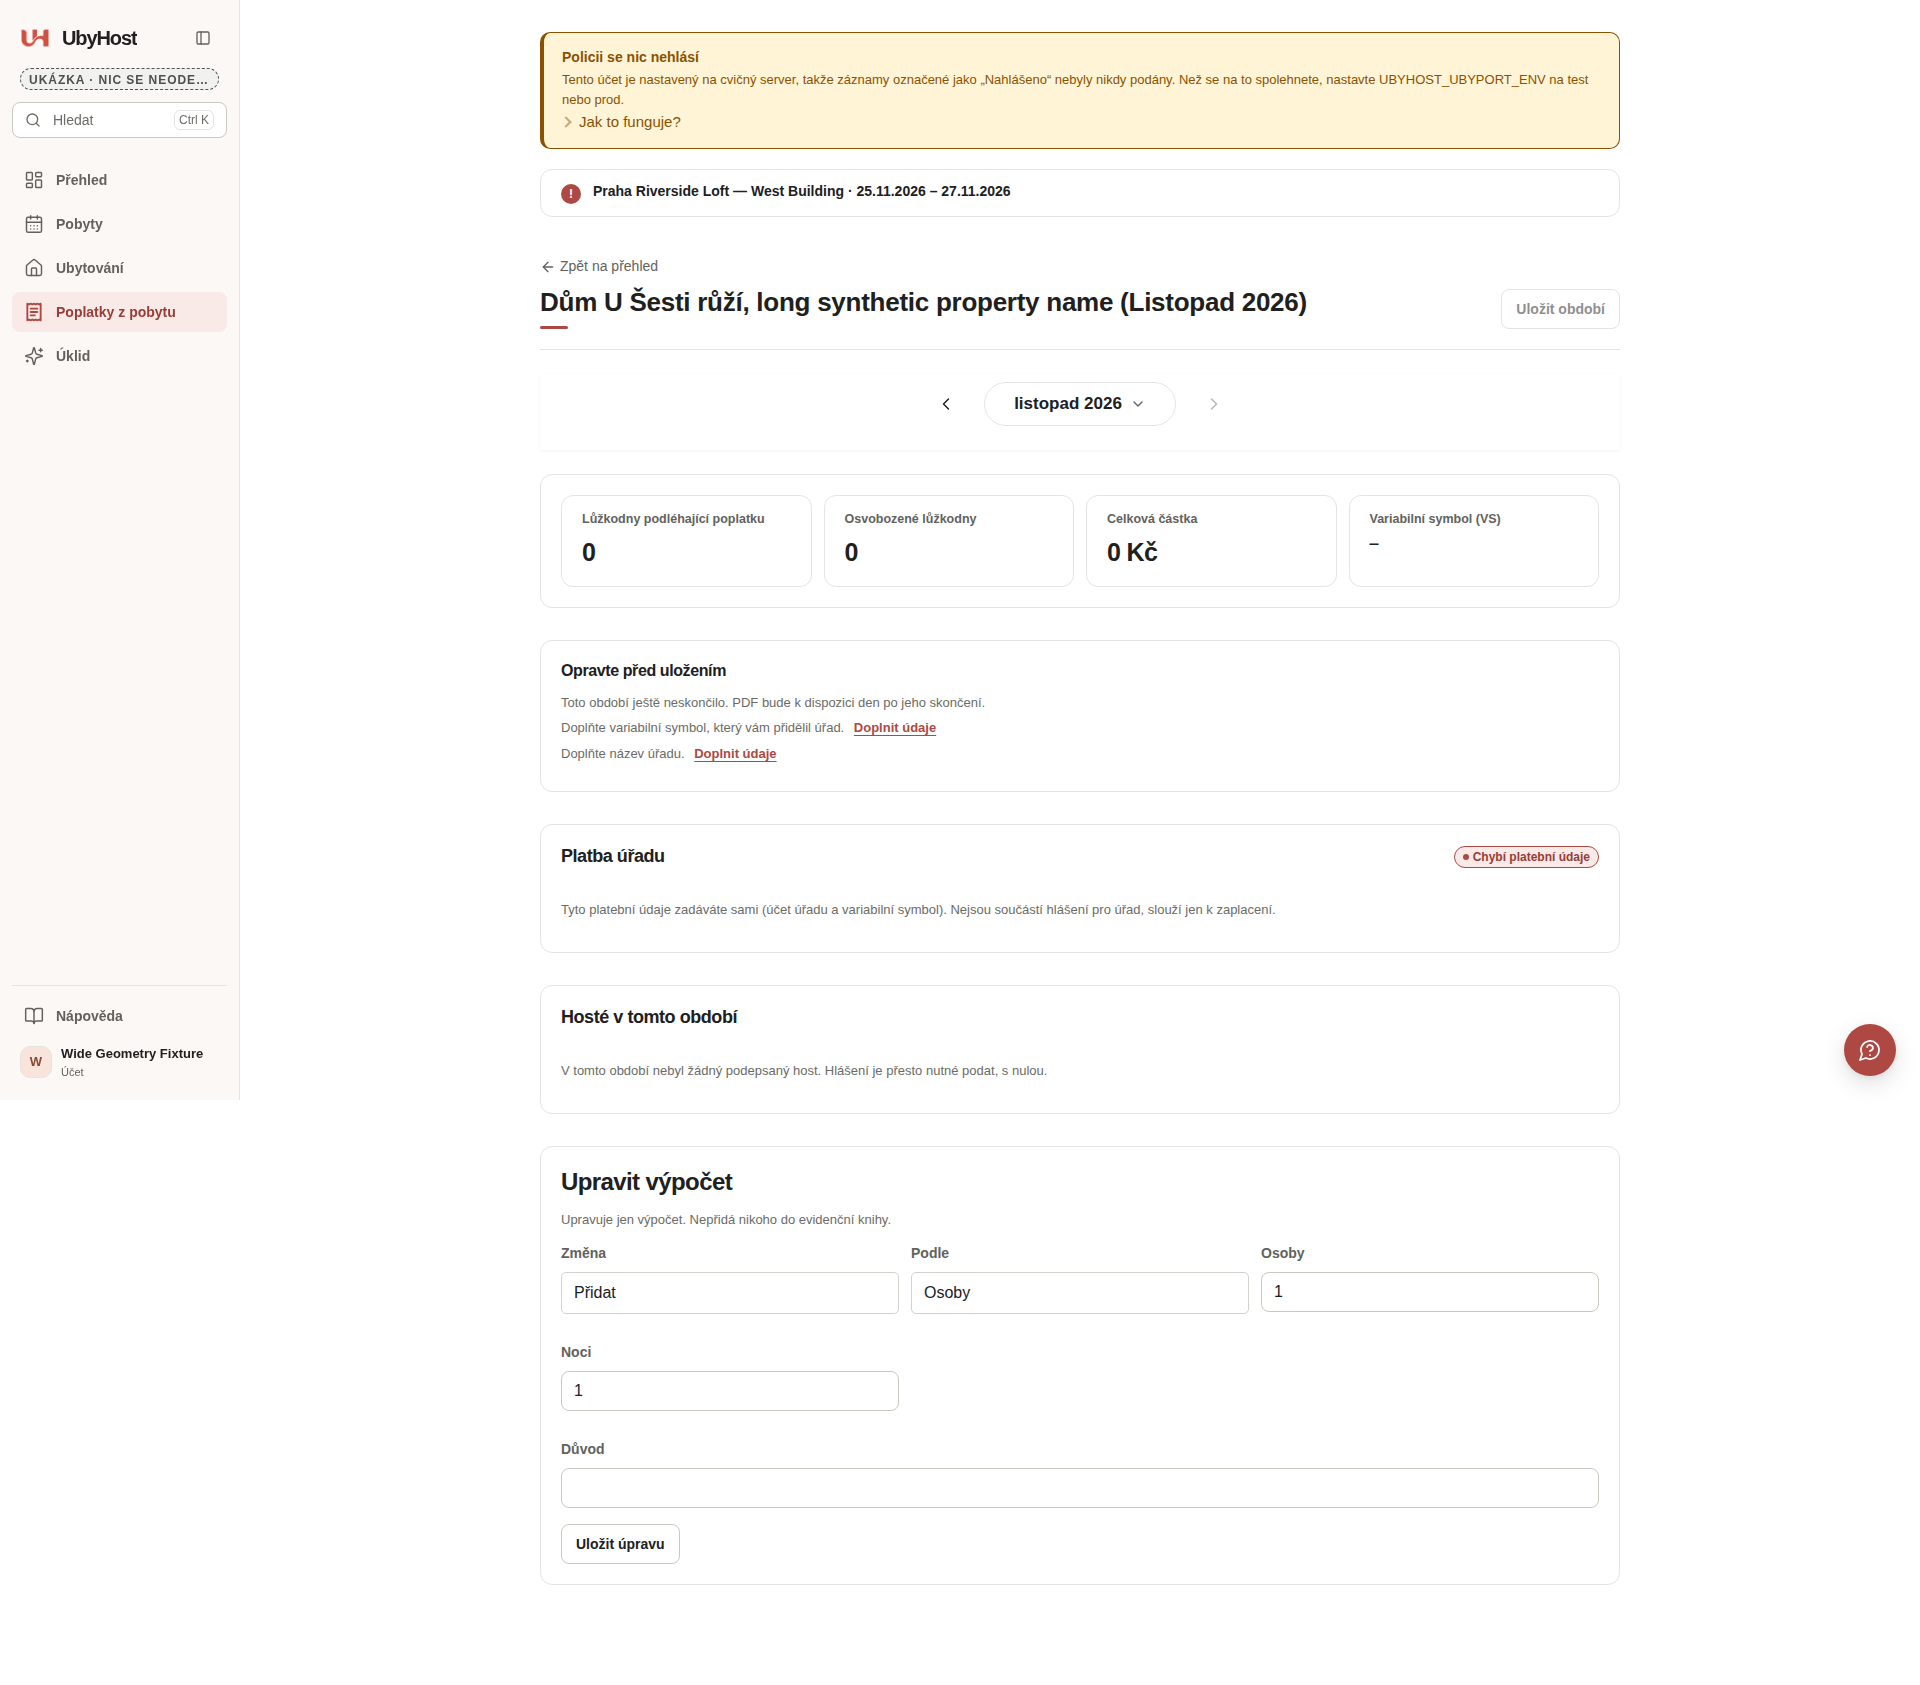 UbyHost
UKÁZKA · NIC SE NEODE…
Hledat
Ctrl K
Přehled
Pobyty
Ubytování
Poplatky z pobytu
Úklid
Nápověda
W
Wide Geometry Fixture
Účet
Policii se nic nehlásí
Tento účet je nastavený na cvičný server, takže záznamy označené jako „Nahlášeno“ nebyly nikdy podány. Než se na to spolehnete, nastavte UBYHOST_UBYPORT_ENV na test
nebo prod.
Jak to funguje?
! Praha Riverside Loft — West Building · 25.11.2026 – 27.11.2026
Zpět na přehled
Dům U Šesti růží, long synthetic property name (Listopad 2026)
Uložit období
listopad 2026
Lůžkodny podléhající poplatku
0
Osvobozené lůžkodny
0
Celková částka
0 Kč
Variabilní symbol (VS)
–
Opravte před uložením
Toto období ještě neskončilo. PDF bude k dispozici den po jeho skončení.
Doplňte variabilní symbol, který vám přidělil úřad. Doplnit údaje
Doplňte název úřadu. Doplnit údaje
Platba úřadu
Chybí platební údaje
Tyto platební údaje zadáváte sami (účet úřadu a variabilní symbol). Nejsou součástí hlášení pro úřad, slouží jen k zaplacení.
Hosté v tomto období
V tomto období nebyl žádný podepsaný host. Hlášení je přesto nutné podat, s nulou.
Upravit výpočet
Upravuje jen výpočet. Nepřidá nikoho do evidenční knihy.
Změna
Přidat
Podle
Osoby
Osoby
1
Noci
1
Důvod
Uložit úpravu